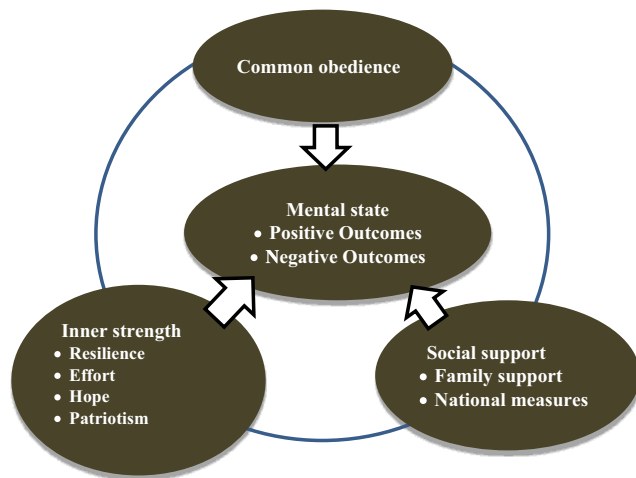 Common obedience
Mental state
• Positive Outcomes
• Negative Outcomes
Inner strength
• Resilience
• Effort
• Hope
• Patriotism
Social support
• Family support
• National measures